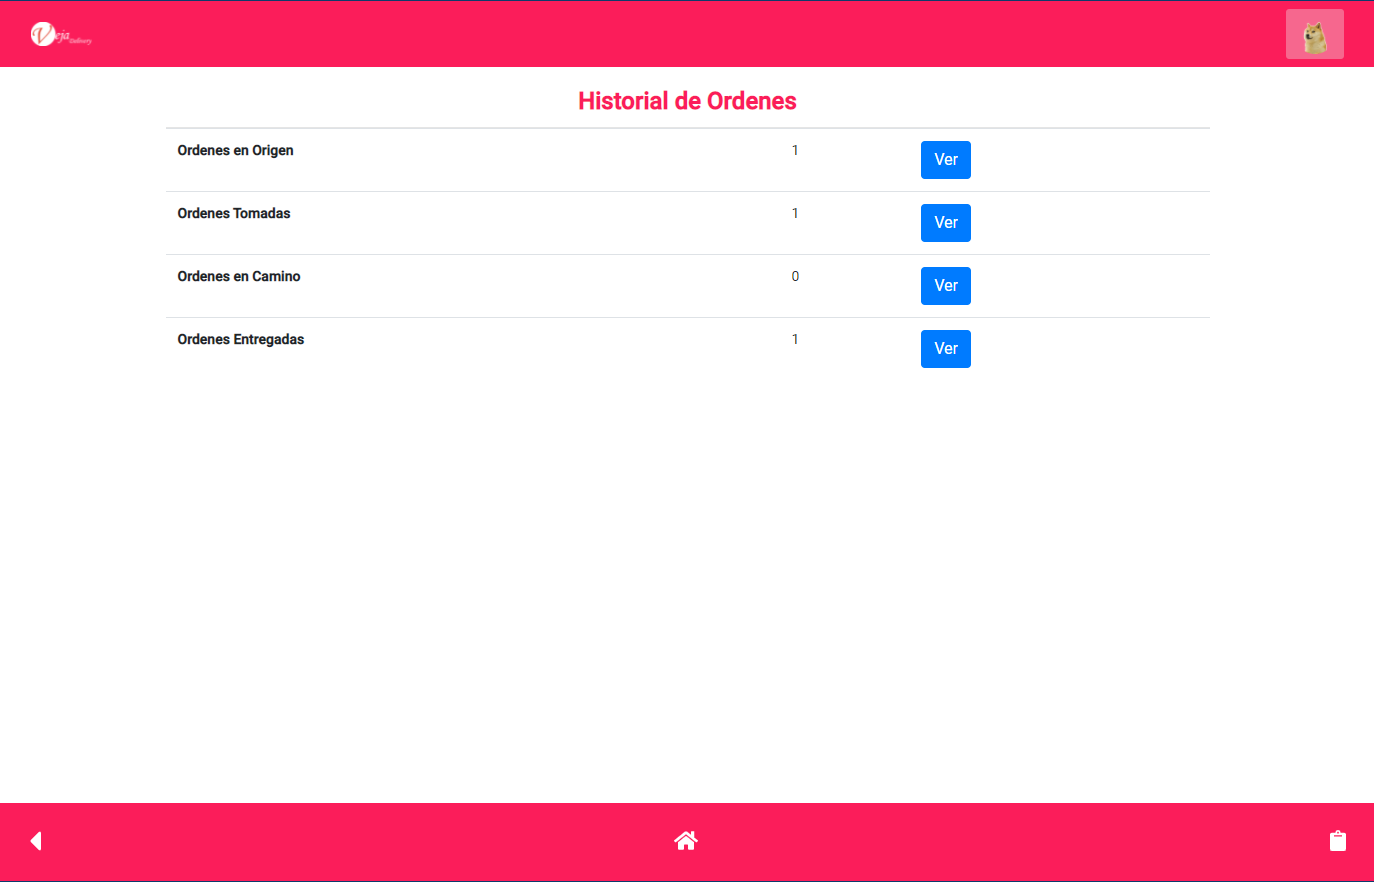 Veja Delivery
Historial de Ordenes
Ordenes en Origen 1 Ver
Ordenes Tomadas 1 Ver
Ordenes en Camino 0 Ver
Ordenes Entregadas 1 Ver